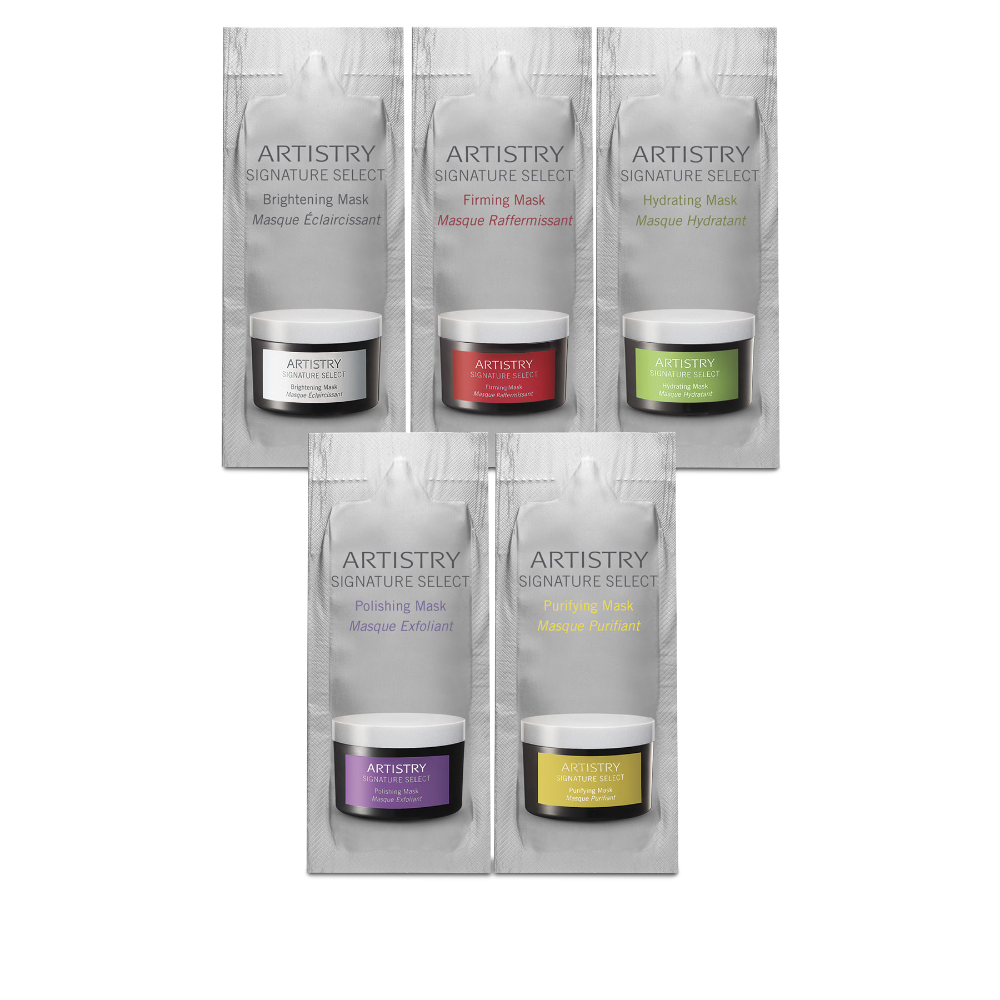 ARTISTRY
SIGNATURE SELECT
Brightening Mask
Masque Éclaircissant
ARTISTRY
SIGNATURE SELECT
Brightening Mask
Masque Éclaircissant
ARTISTRY
SIGNATURE SELECT
Firming Mask
Masque Raffermissant
ARTISTRY
SIGNATURE SELECT
Firming Mask
Masque Raffermissant
ARTISTRY
SIGNATURE SELECT
Hydrating Mask
Masque Hydratant
ARTISTRY
SIGNATURE SELECT
Hydrating Mask
Masque Hydratant
ARTISTRY
SIGNATURE SELECT
Polishing Mask
Masque Exfoliant
ARTISTRY
SIGNATURE SELECT
Polishing Mask
Masque Exfoliant
ARTISTRY
SIGNATURE SELECT
Purifying Mask
Masque Purifiant
ARTISTRY
SIGNATURE SELECT
Purifying Mask
Masque Purifiant